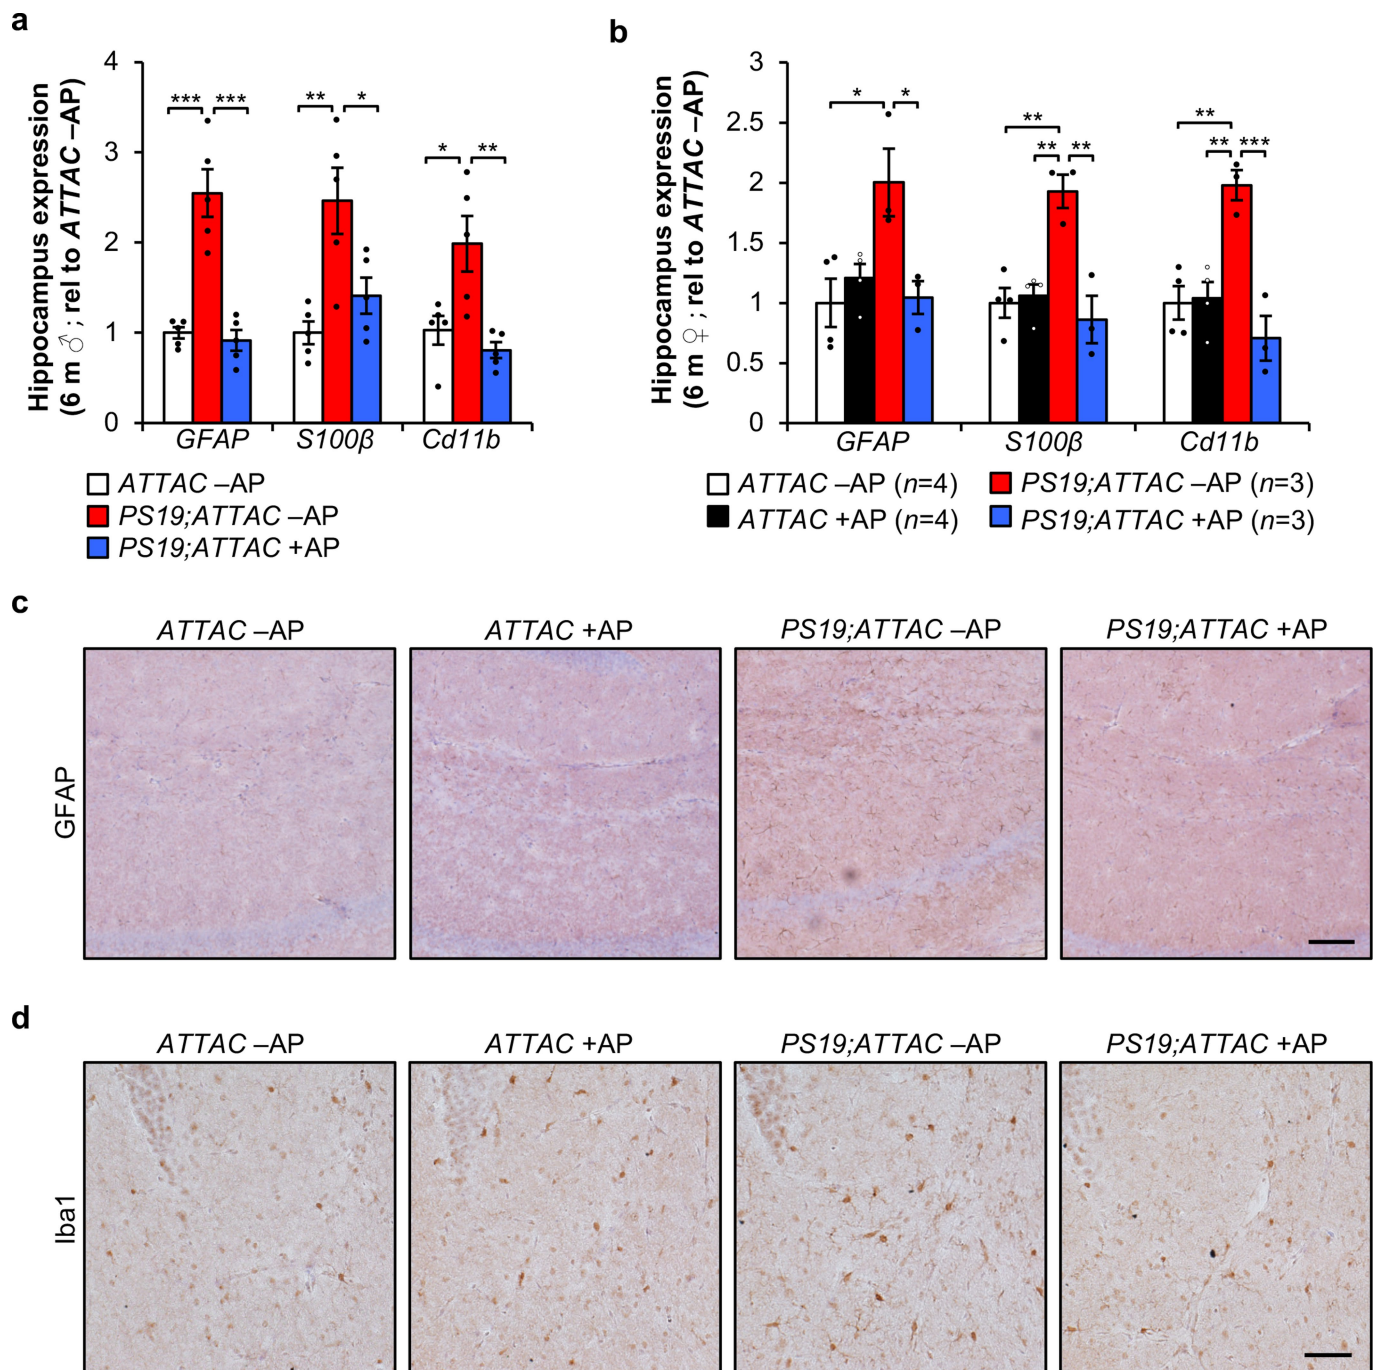 a
Hippocampus expression
(6 m ♂; rel to ATTAC –AP)
4
3
2
1
0
***
***
**
*
*
**
GFAP
S100β
Cd11b
ATTAC –AP
PS19;ATTAC –AP
PS19;ATTAC +AP
b
Hippocampus expression
(6 m ♀; rel to ATTAC –AP)
3
2.5
2
1.5
1
0.5
0
*
*
**
**
**
**
**
***
GFAP
S100β
Cd11b
ATTAC –AP (n=4)
ATTAC +AP (n=4)
PS19;ATTAC –AP (n=3)
PS19;ATTAC +AP (n=3)
c
ATTAC –AP
ATTAC +AP
PS19;ATTAC –AP
PS19;ATTAC +AP
GFAP
d
ATTAC –AP
ATTAC +AP
PS19;ATTAC –AP
PS19;ATTAC +AP
Iba1